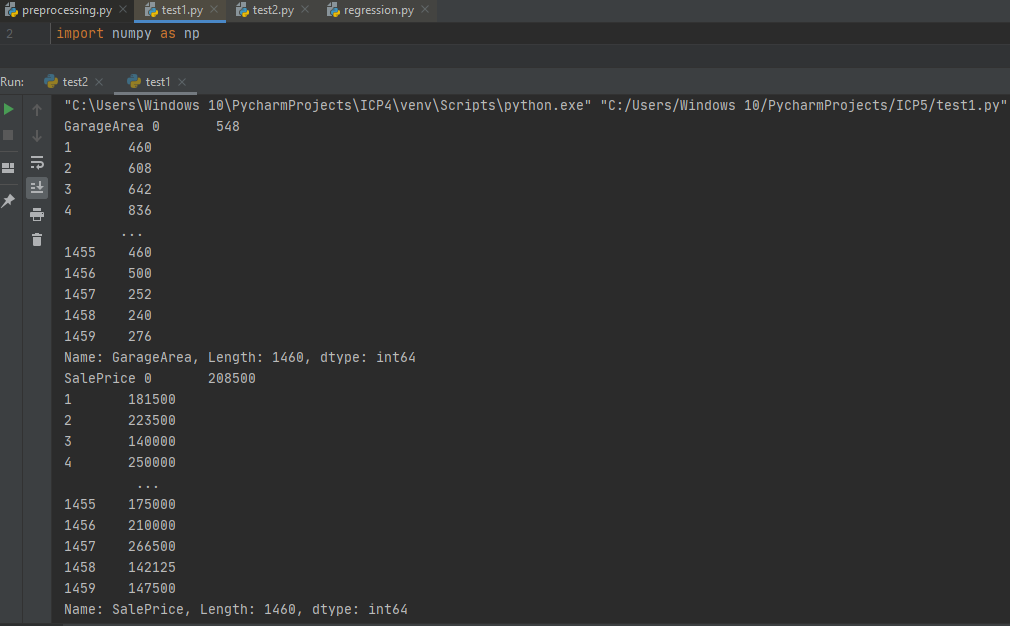 preprocessing.py test1.py test2.py regression.py
2 import numpy as np
Run: test2 test1
"C:\Users\Windows 10\PycharmProjects\ICP4\venv\Scripts\python.exe" "C:/Users/Windows 10/PycharmProjects/ICP5/test1.py"
GarageArea 0       548
1       460
2       608
3       642
4       836
       ...
1455    460
1456    500
1457    252
1458    240
1459    276
Name: GarageArea, Length: 1460, dtype: int64
SalePrice 0       208500
1       181500
2       223500
3       140000
4       250000
         ...
1455    175000
1456    210000
1457    266500
1458    142125
1459    147500
Name: SalePrice, Length: 1460, dtype: int64